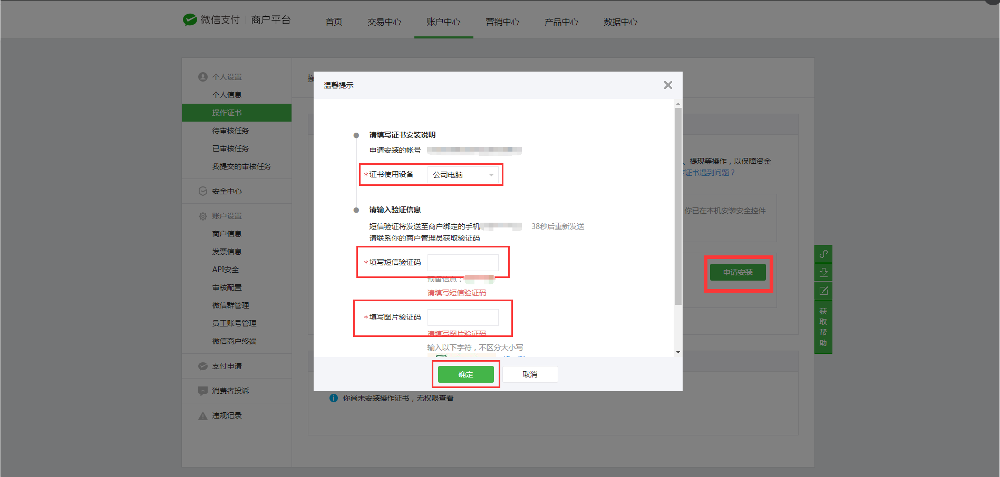 微信支付 商户平台 首页 交易中心 账户中心 营销中心 产品中心 数据中心
个人设置
个人信息
操作证书
待审核任务
已审核任务
我提交的审核任务
安全中心
账户设置
商户信息
发票信息
API安全
审核配置
微信群管理
员工账号管理
微信商户终端
支付申请
消费者投诉
违规记录
操
温馨提示
请填写证书安装说明
申请安装的帐号
*证书使用设备 公司电脑
请输入验证信息
短信验证将发送至商户绑定的手机 38秒后重新发送
请联系你的商户管理员获取验证码
*填写短信验证码
预留信息：
请填写短信验证码
*填写图片验证码
请填写图片验证码
输入以下字符，不区分大小写
确定 取消
、提现等操作，以保障资金
证书遇到问题？
你已在本机安装安全控件
申请安装
你尚未安装操作证书，无权限查看
获
取
帮
助